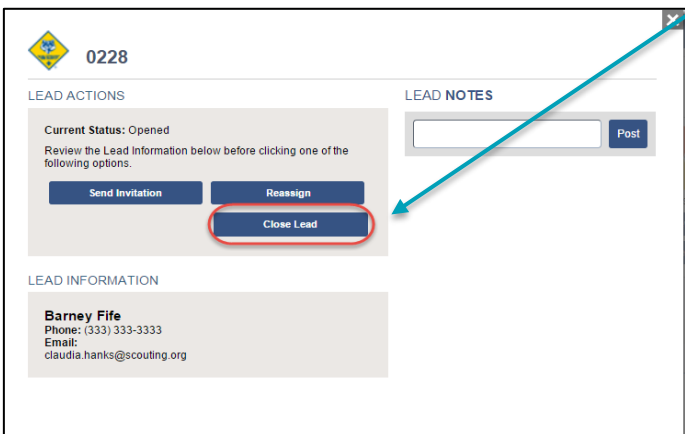 0228
LEAD ACTIONS
Current Status: Opened
Review the Lead Information below before clicking one of the
following options.
Send Invitation
Reassign
Close Lead
LEAD INFORMATION
Barney Fife
Phone: (333) 333-3333
Email:
claudia.hanks@scouting.org
LEAD NOTES
Post